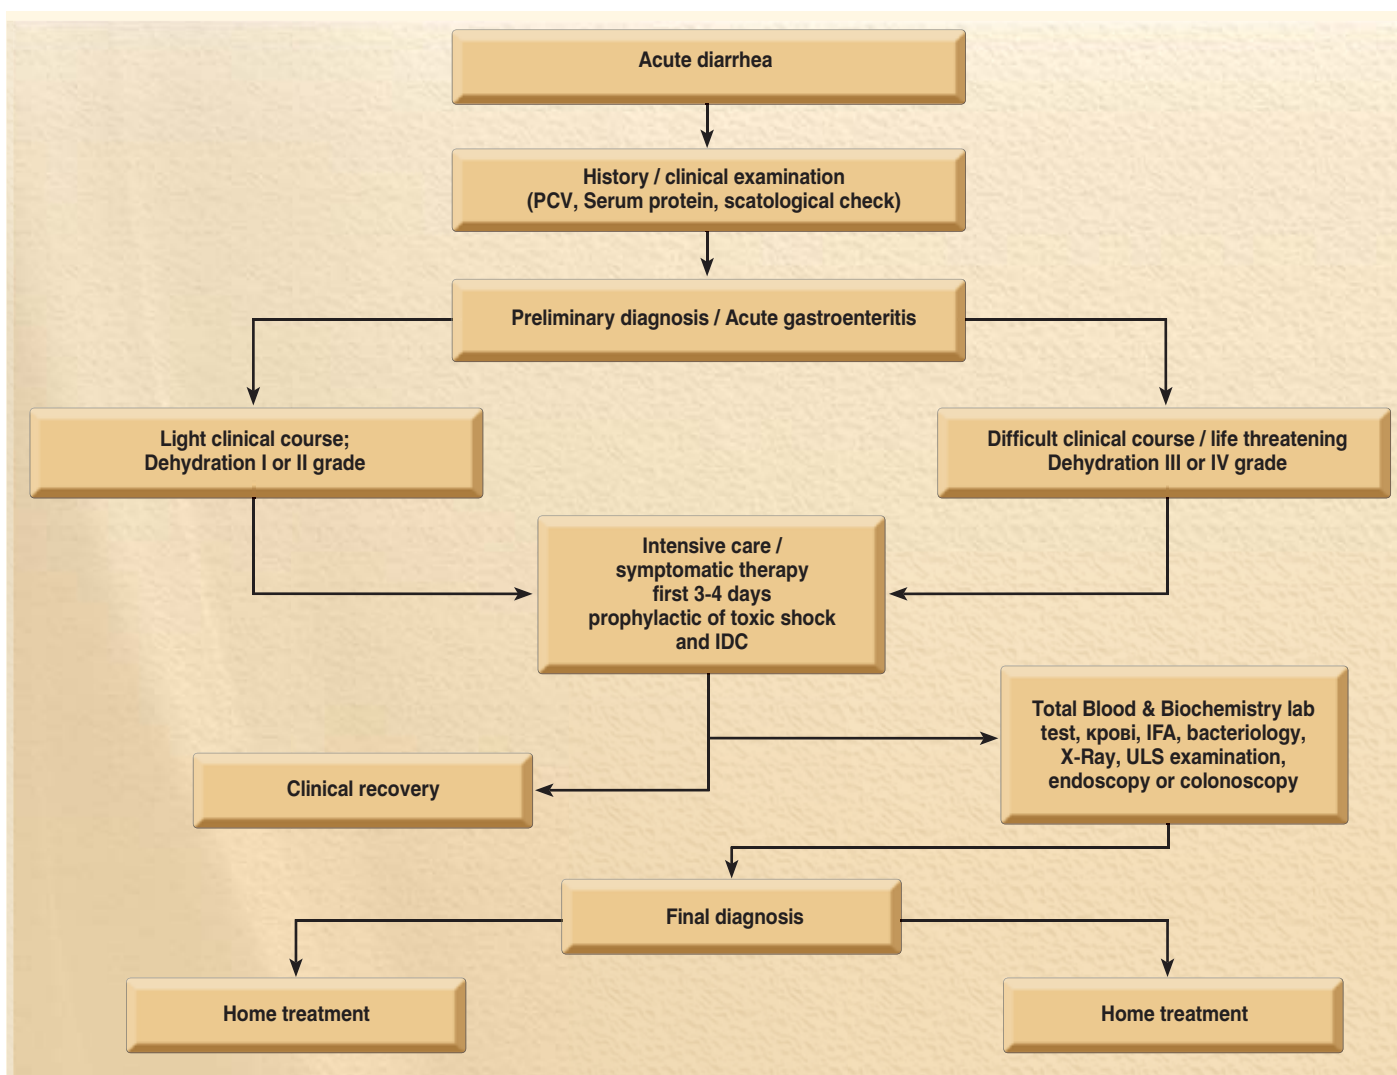 Acute diarrhea
History / clinical examination
(PCV, Serum protein, scatological check)
Preliminary diagnosis / Acute gastroenteritis
Light clinical course;
Dehydration I or II grade
Difficult clinical course / life threatening
Dehydration III or IV grade
Intensive care /
symptomatic therapy
first 3-4 days
prophylactic of toxic shock
and IDC
Total Blood & Biochemistry lab
test, крові, IFA, bacteriology,
X-Ray, ULS examination,
endoscopy or colonoscopy
Clinical recovery
Final diagnosis
Home treatment
Home treatment